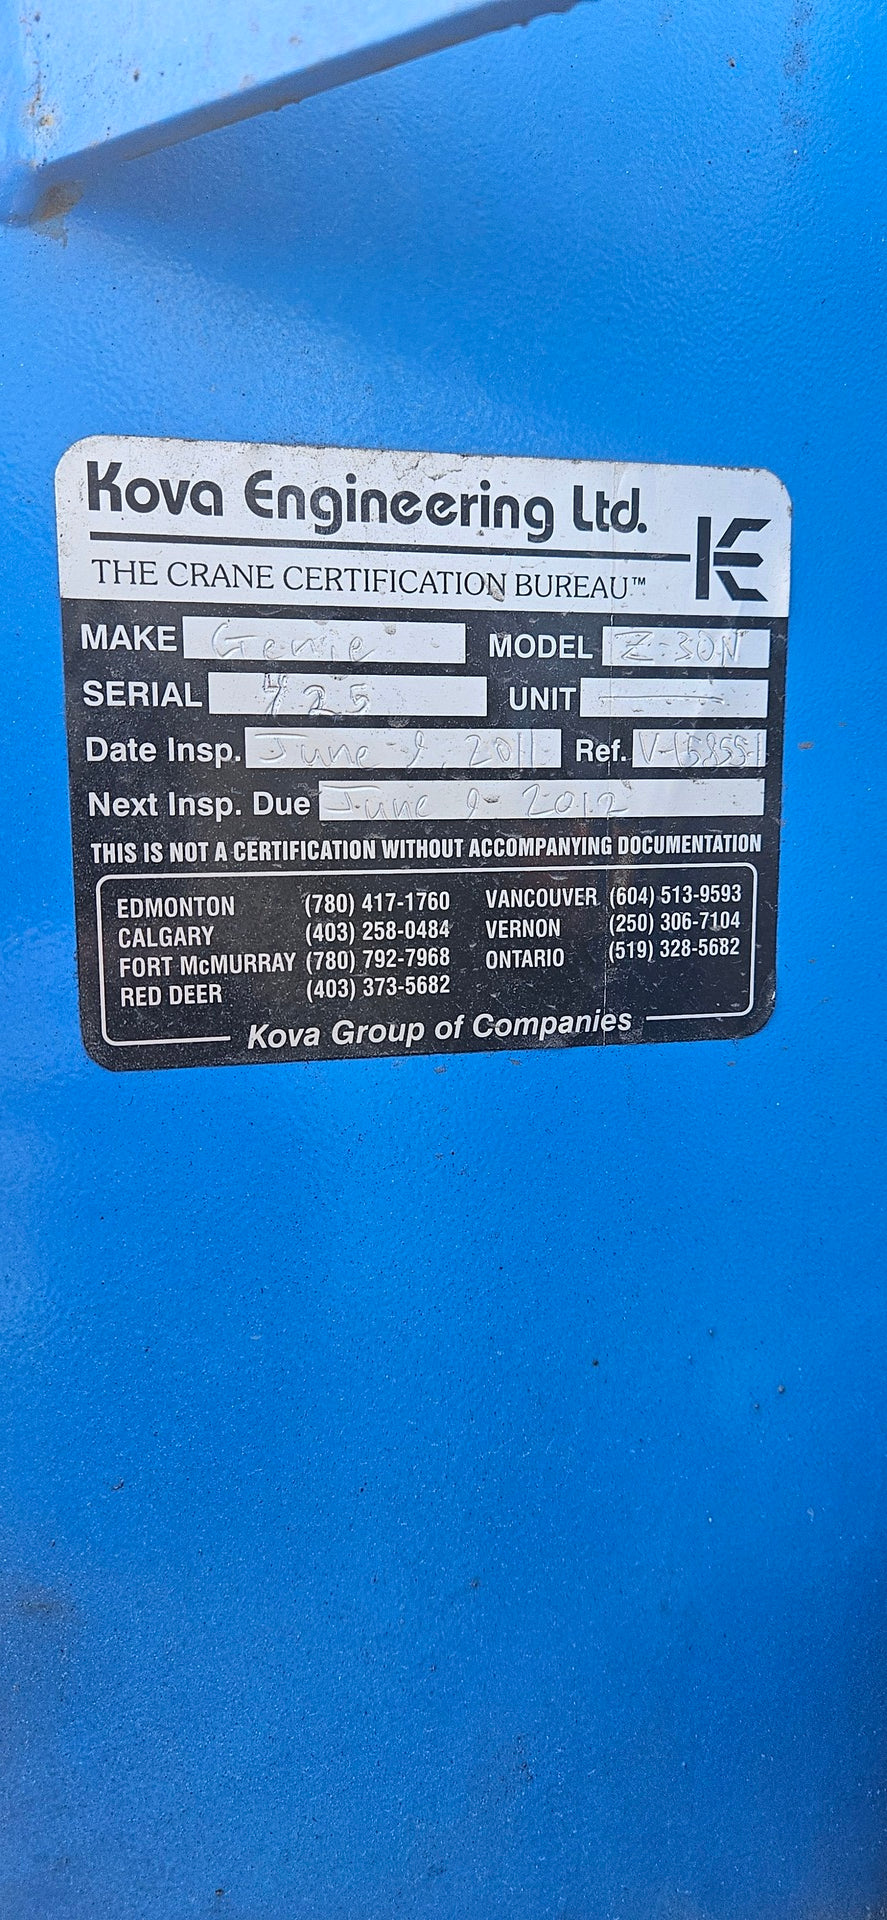 Kova Engineering Ltd.
THE CRANE CERTIFICATION BUREAU™
MAKE Genie MODEL Z-30N
SERIAL 725 UNIT
Date Insp. June 9, 2011 Ref.
Next Insp. Due June 9 - 2012
THIS IS NOT A CERTIFICATION WITHOUT ACCOMPANYING DOCUMENTATION
EDMONTON (780) 417-1760 VANCOUVER (604) 513-9593
CALGARY (403) 258-0484 VERNON (250) 306-7104
FORT McMURRAY (780) 792-7968 ONTARIO (519) 328-5682
RED DEER (403) 373-5682
Kova Group of Companies